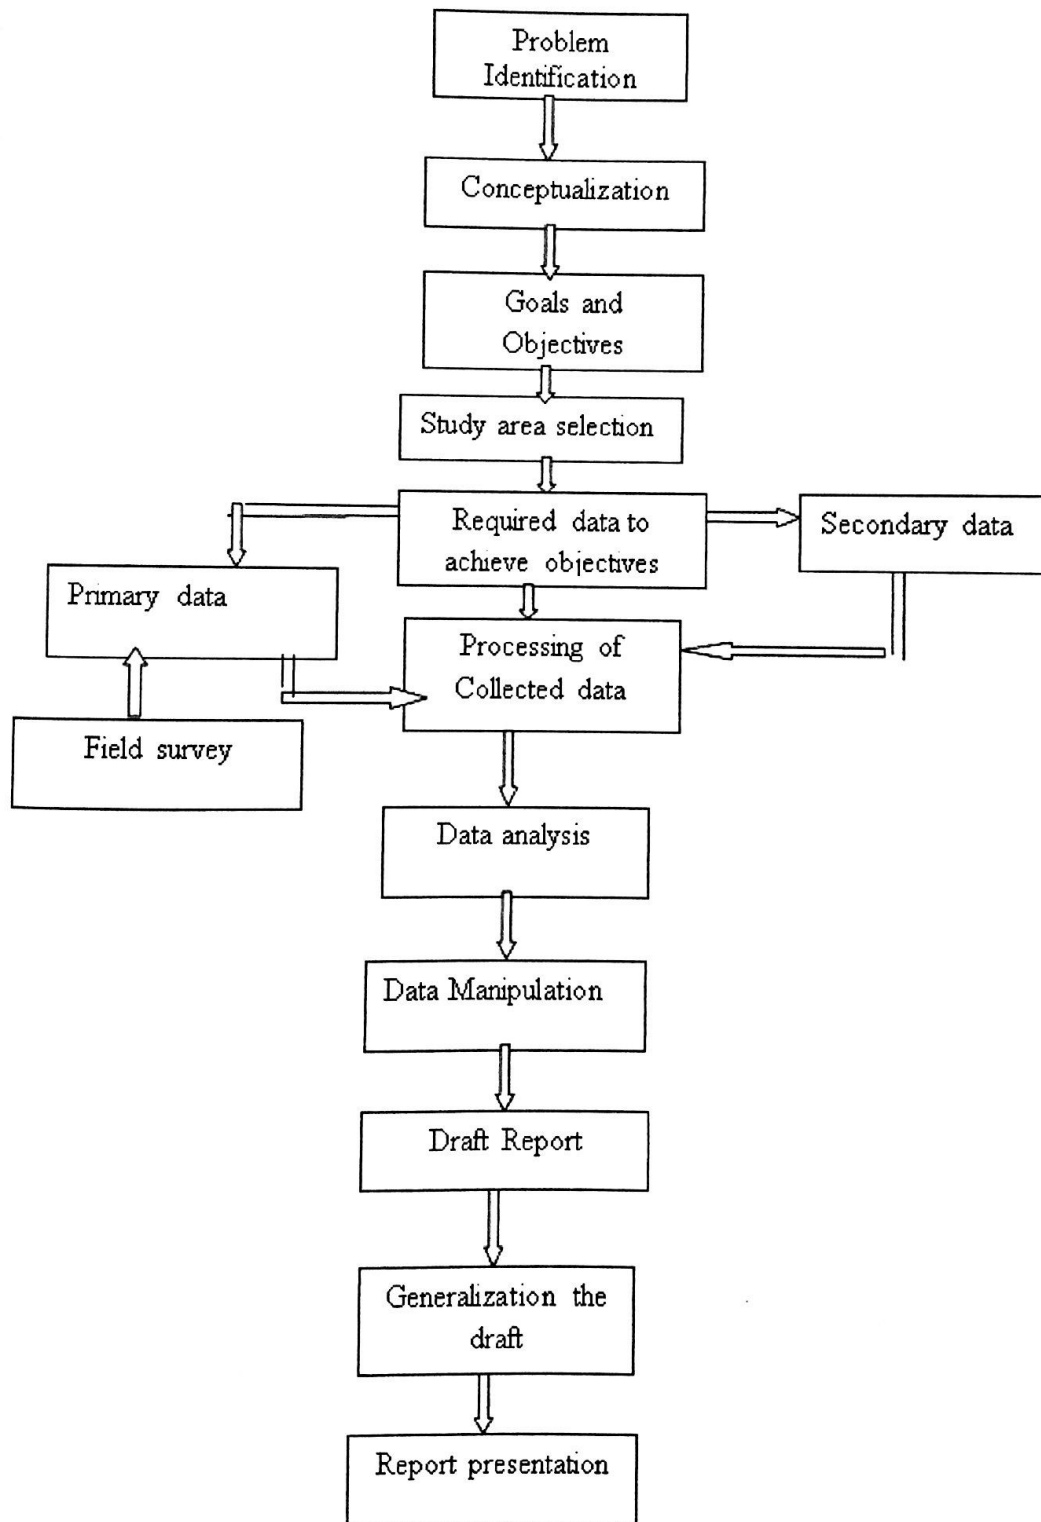 Problem
Identification
Conceptualization
Goals and
Objectives
Study area selection
Required data to
achieve objectives
Secondary data
Primary data
Processing of
Collected data
Field survey
Data analysis
Data Manipulation
Draft Report
Generalization the
draft
Report presentation